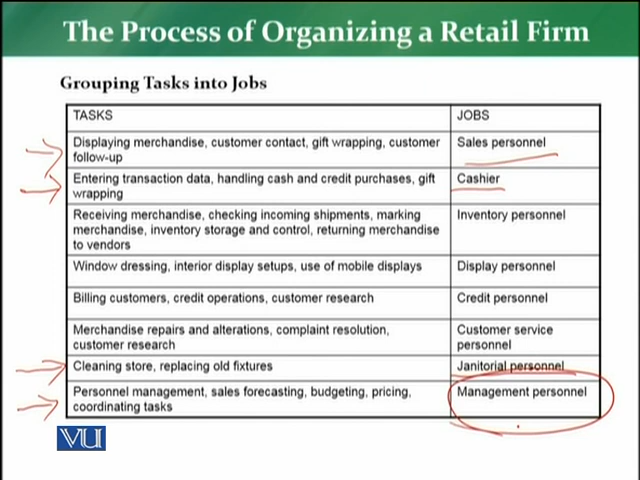 The Process of Organizing a Retail Firm
Grouping Tasks into Jobs
TASKS JOBS
Displaying merchandise, customer contact, gift wrapping, customer Sales personnel
follow-up
Entering transaction data, handling cash and credit purchases, gift Cashier
wrapping
Receiving merchandise, checking incoming shipments, marking Inventory personnel
merchandise, inventory storage and control, returning merchandise
to vendors
Window dressing, interior display setups, use of mobile displays Display personnel
Billing customers, credit operations, customer research Credit personnel
Merchandise repairs and alterations, complaint resolution, Customer service
customer research personnel
Cleaning store, replacing old fixtures Janitorial personnel
Personnel management, sales forecasting, budgeting, pricing, Management personnel
coordinating tasks
VU